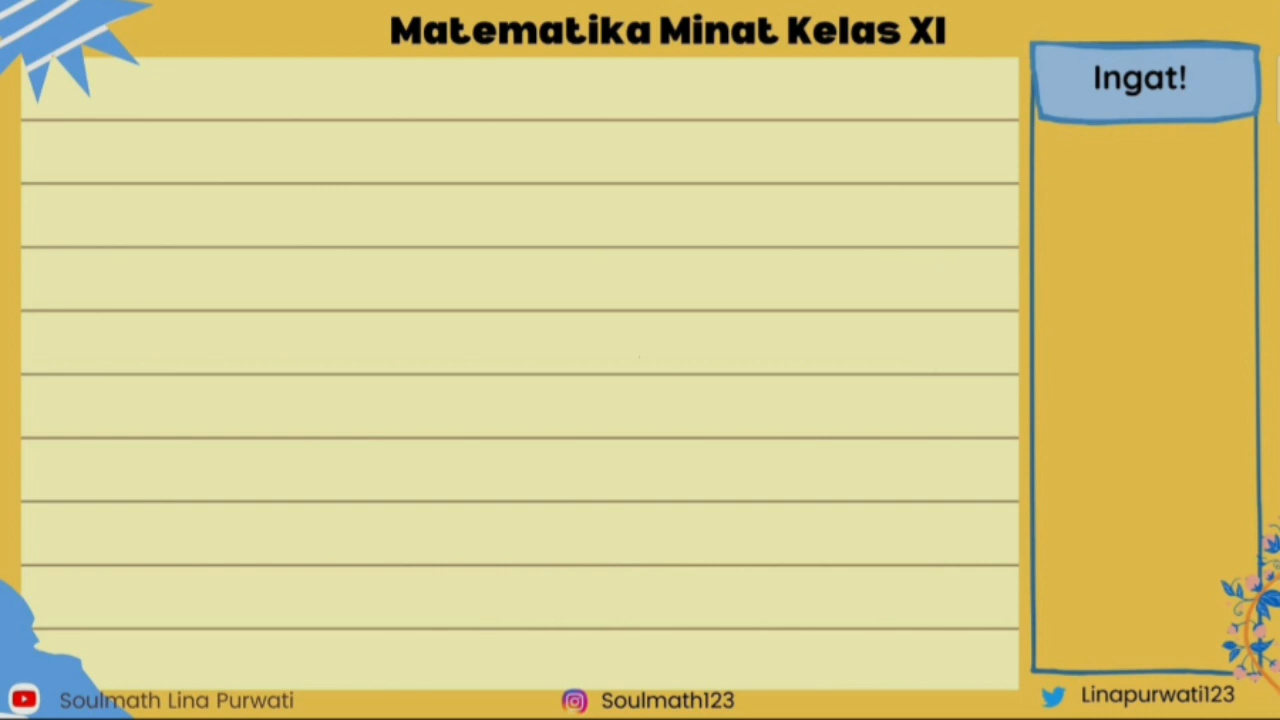 Matematika Minat Kelas XI
Ingat!
Soulmath Lina Purwati
Soulmath123
Linapurwati123